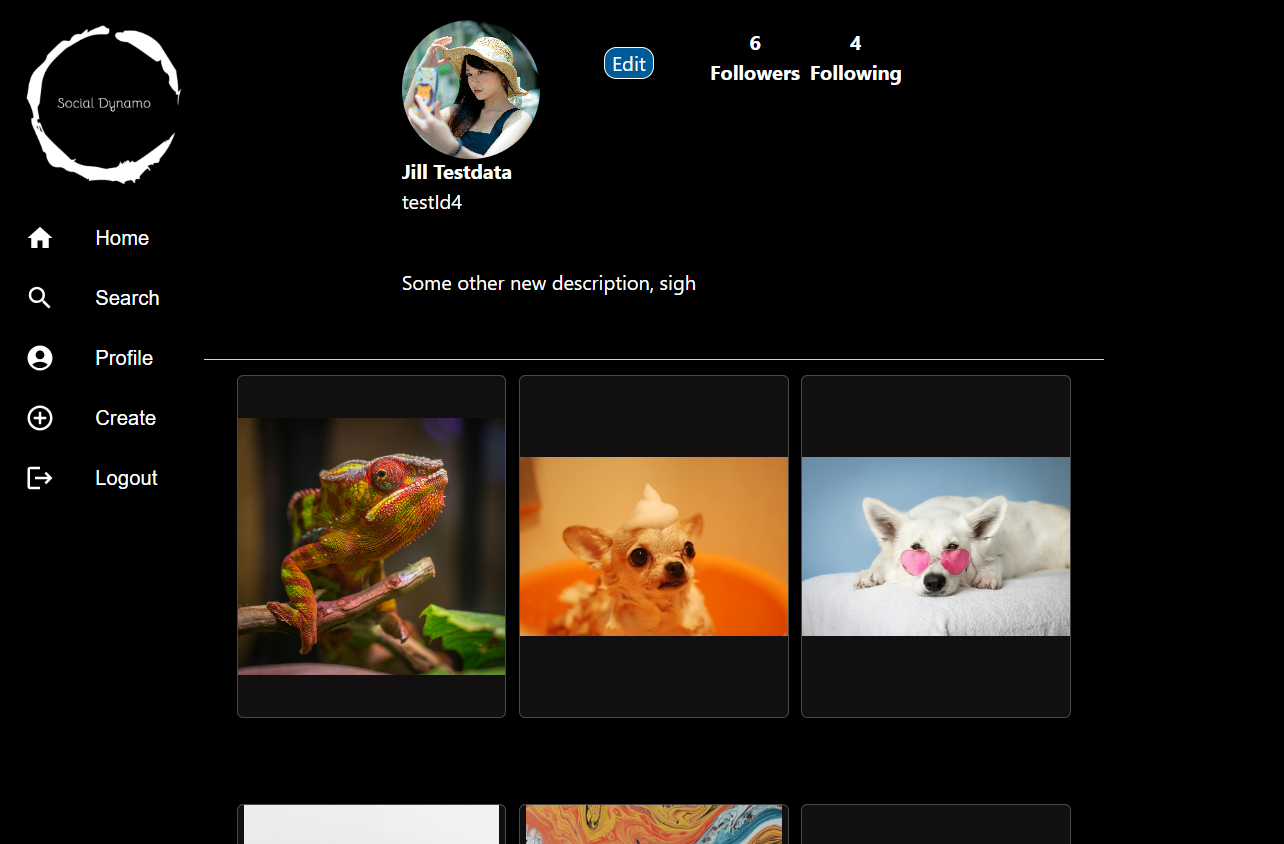 Social Dynamo
Home
Search
Profile
Create
Logout
Edit
6
Followers
4
Following
Jill Testdata
testId4
Some other new description, sigh